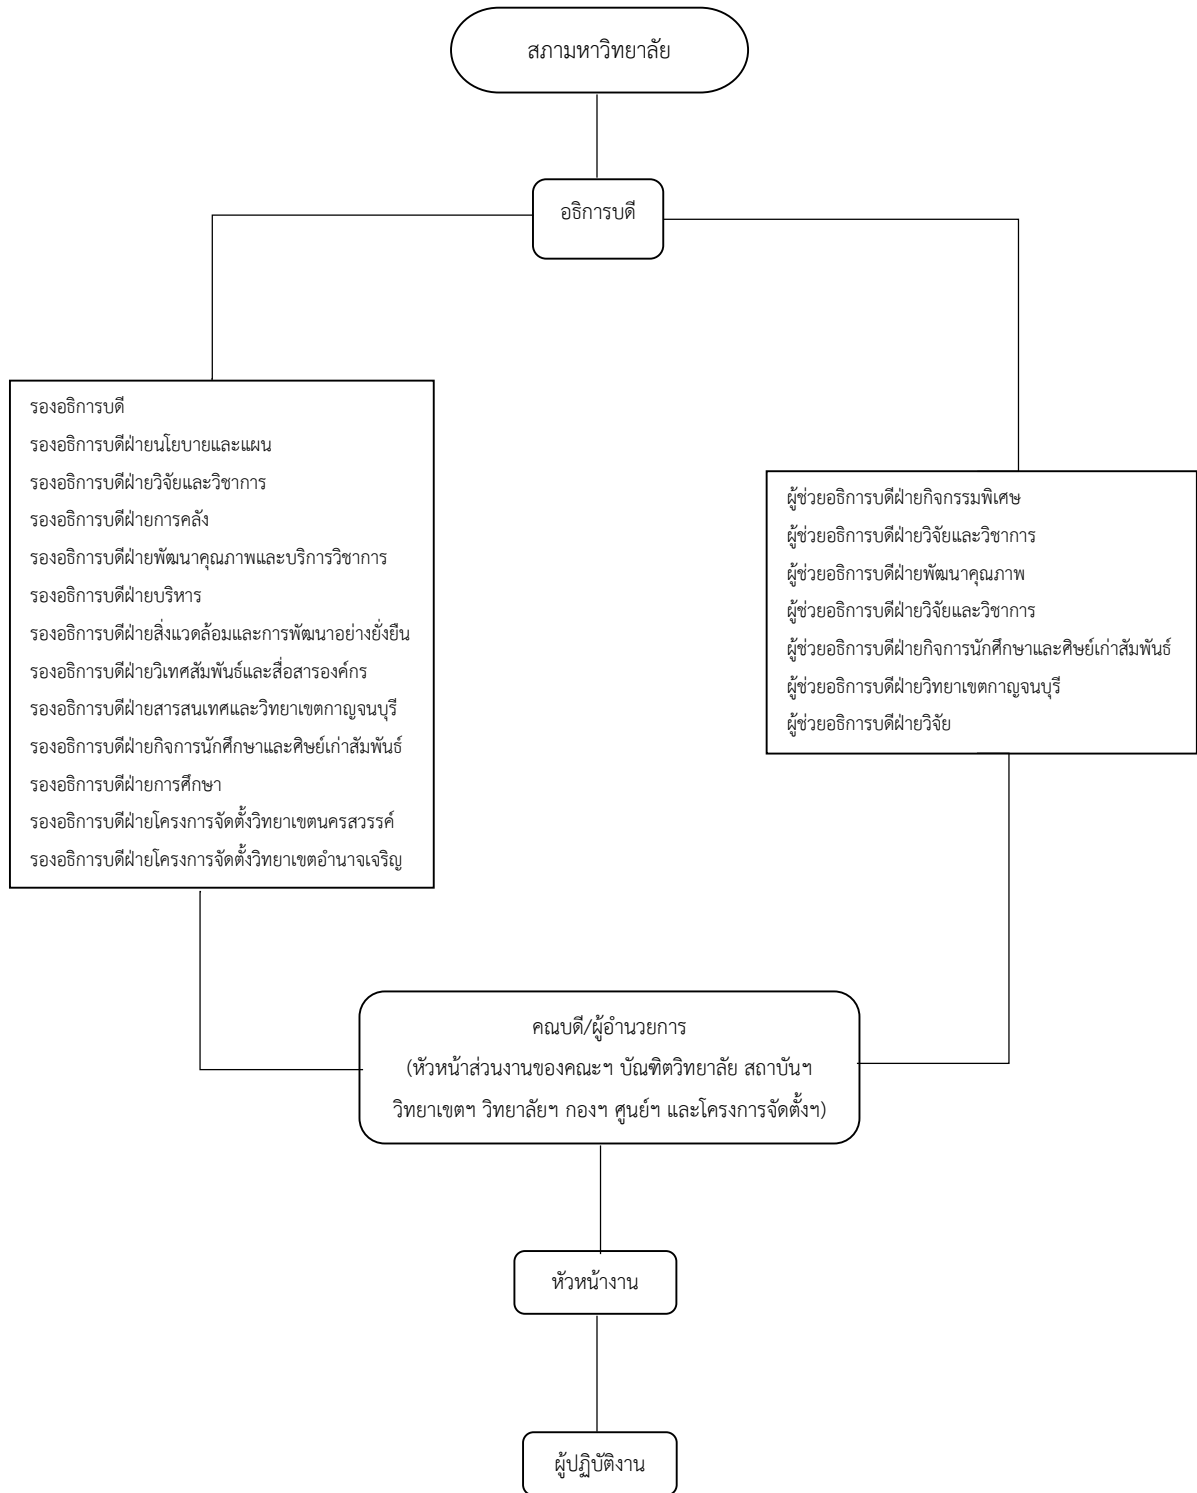 สภามหาวิทยาลัย
อธิการบดี
รองอธิการบดี
รองอธิการบดีฝ่ายนโยบายและแผน
รองอธิการบดีฝ่ายวิจัยและวิชาการ
รองอธิการบดีฝ่ายการคลัง
รองอธิการบดีฝ่ายพัฒนาคุณภาพและบริการวิชาการ
รองอธิการบดีฝ่ายบริหาร
รองอธิการบดีฝ่ายสิ่งแวดล้อมและการพัฒนาอย่างยั่งยืน
รองอธิการบดีฝ่ายวิเทศสัมพันธ์และสื่อสารองค์กร
รองอธิการบดีฝ่ายสารสนเทศและวิทยาเขตกาญจนบุรี
รองอธิการบดีฝ่ายกิจการนักศึกษาและศิษย์เก่าสัมพันธ์
รองอธิการบดีฝ่ายการศึกษา
รองอธิการบดีฝ่ายโครงการจัดตั้งวิทยาเขตนครสวรรค์
รองอธิการบดีฝ่ายโครงการจัดตั้งวิทยาเขตอำนาจเจริญ
ผู้ช่วยอธิการบดีฝ่ายกิจกรรมพิเศษ
ผู้ช่วยอธิการบดีฝ่ายวิจัยและวิชาการ
ผู้ช่วยอธิการบดีฝ่ายพัฒนาคุณภาพ
ผู้ช่วยอธิการบดีฝ่ายวิจัยและวิชาการ
ผู้ช่วยอธิการบดีฝ่ายกิจการนักศึกษาและศิษย์เก่าสัมพันธ์
ผู้ช่วยอธิการบดีฝ่ายวิทยาเขตกาญจนบุรี
ผู้ช่วยอธิการบดีฝ่ายวิจัย
คณบดี/ผู้อำนวยการ
(หัวหน้าส่วนงานของคณะฯ บัณฑิตวิทยาลัย สถาบันฯ
วิทยาเขตฯ วิทยาลัยฯ กองฯ ศูนย์ฯ และโครงการจัดตั้งฯ)
หัวหน้างาน
ผู้ปฏิบัติงาน